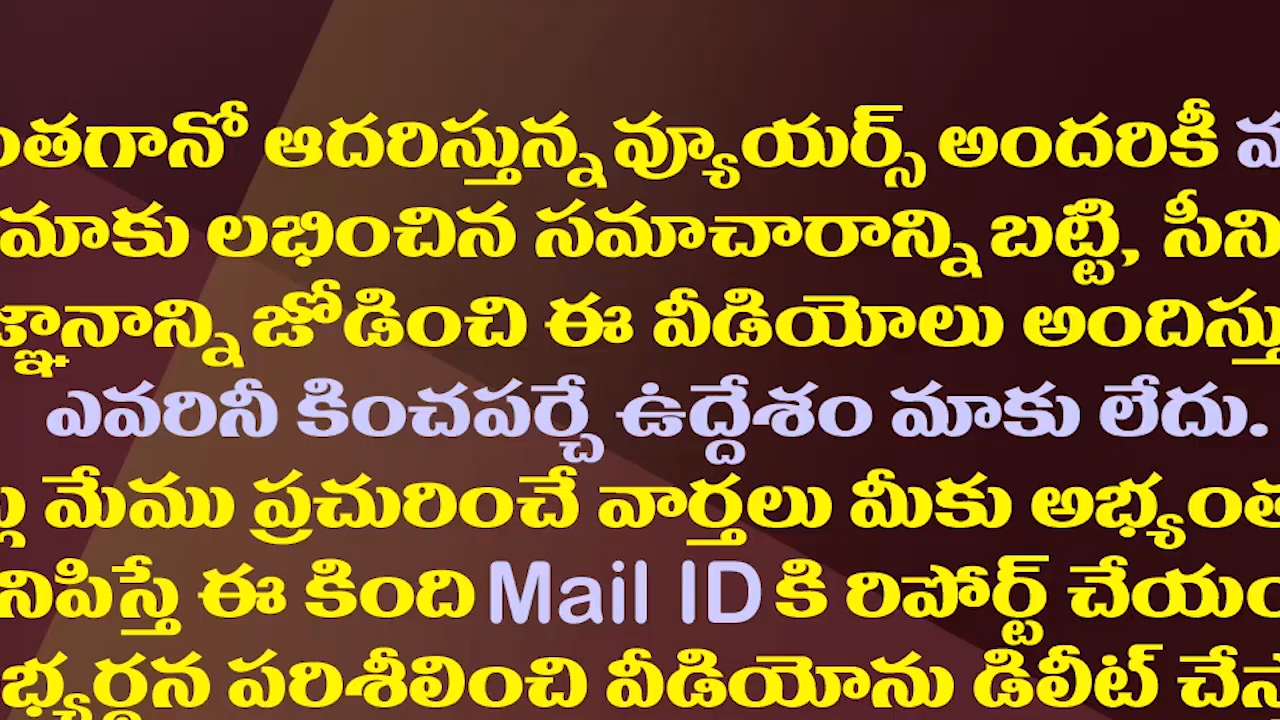 ంతగానో ఆదరిస్తున్న వ్యూయర్స్ అందరికీ
మాకు లభించిన సమాచారాన్ని బట్టి, సీని
జ్ఞానాన్ని జోడించి ఈ వీడియోలు అందిస్తు
ఎవరినీ కించపర్చే ఉద్దేశం మాకు లేదు.
మేము ప్రచురించే వార్తలు మీకు అభ్యంత
నిపిస్తే ఈ కింది Mail ID కి రిపోర్ట్ చేయం
భ్యర్థన పరిశీలించి వీడియోను డిలీట్ చేస